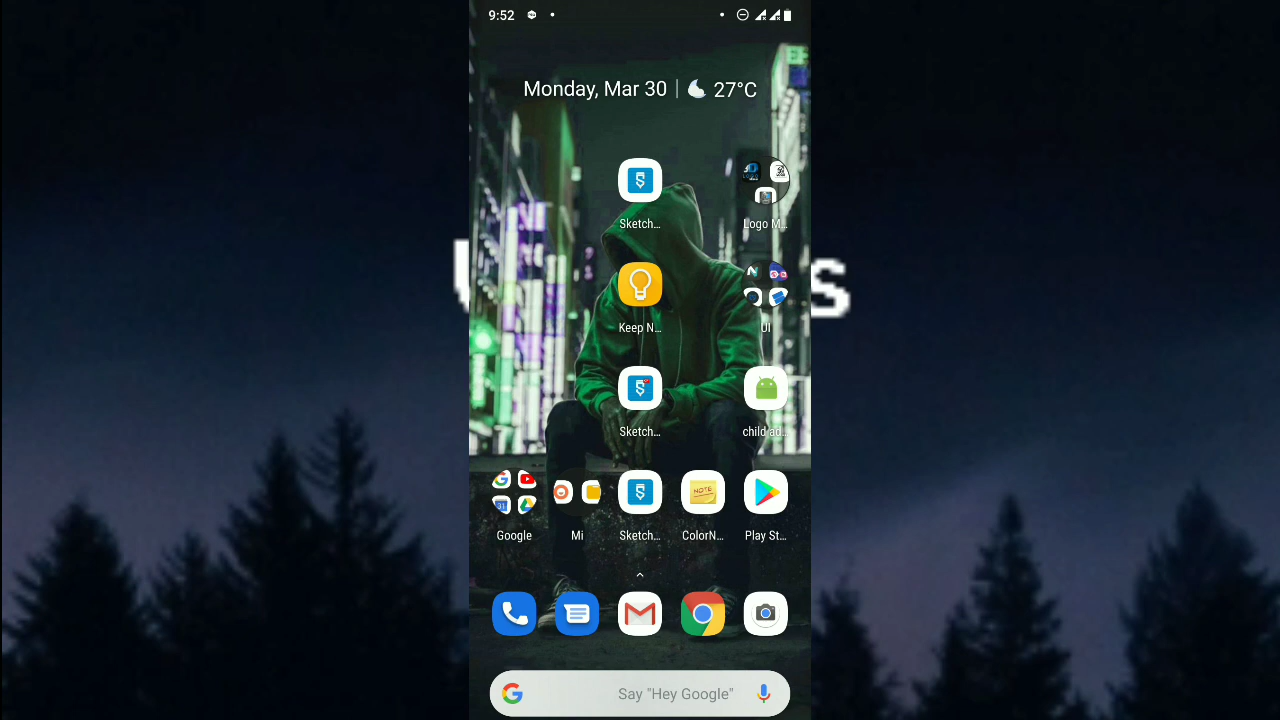 9:52
Monday, Mar 30 | 27°C
Sketch...
Logo M...
Keep N...
UI
Sketch...
child ad...
Google
Mi
Sketch...
ColorN...
Play St...
Say "Hey Google"